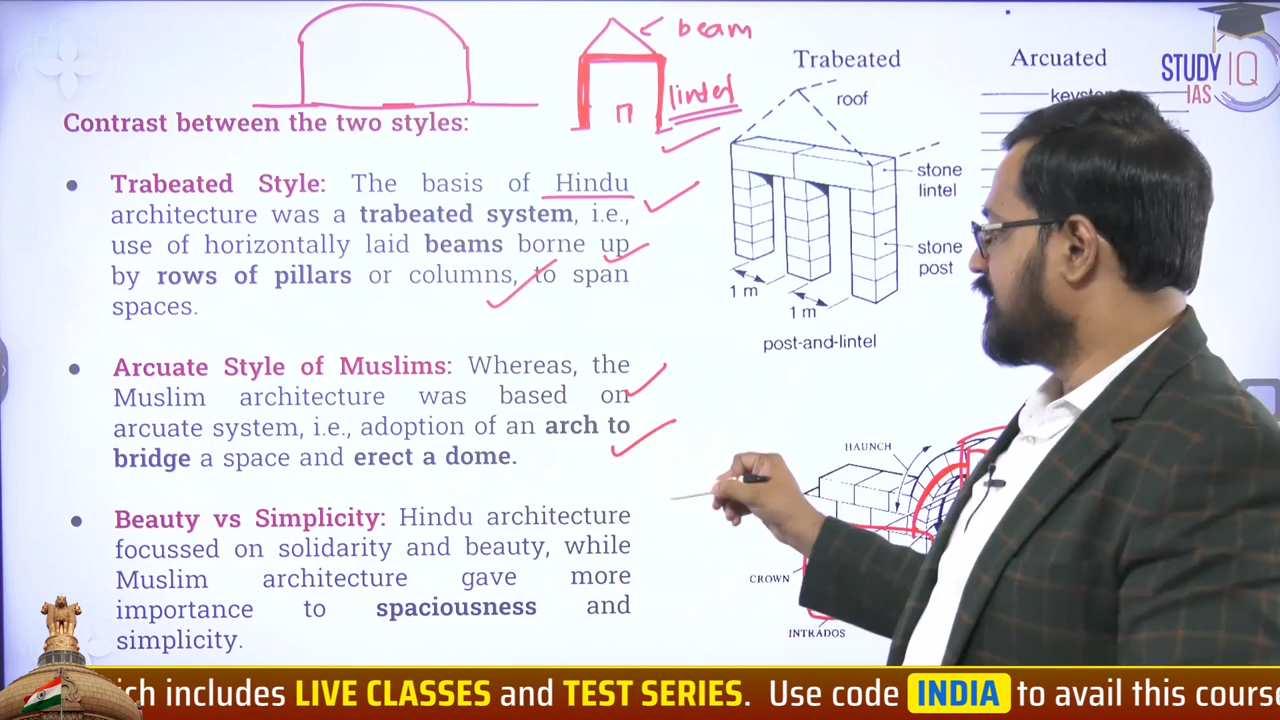 beam
lintel
Trabeated
Arcuated
STUDY IQ
IAS
roof
stone
lintel
stone
post
1 m
1 m
post-and-lintel
Contrast between the two styles:
● Trabeated Style: The basis of Hindu
architecture was a trabeated system, i.e.,
use of horizontally laid beams borne up
by rows of pillars or columns, to span
spaces.
● Arcuate Style of Muslims: Whereas, the
Muslim architecture was based on
arcuate system, i.e., adoption of an arch to
bridge a space and erect a dome.
● Beauty vs Simplicity: Hindu architecture
focussed on solidarity and beauty, while
Muslim architecture gave more
importance to spaciousness and
simplicity.
HAUNCH
CROWN
INTRADOS
includes LIVE CLASSES and TEST SERIES. Use code INDIA to avail this course